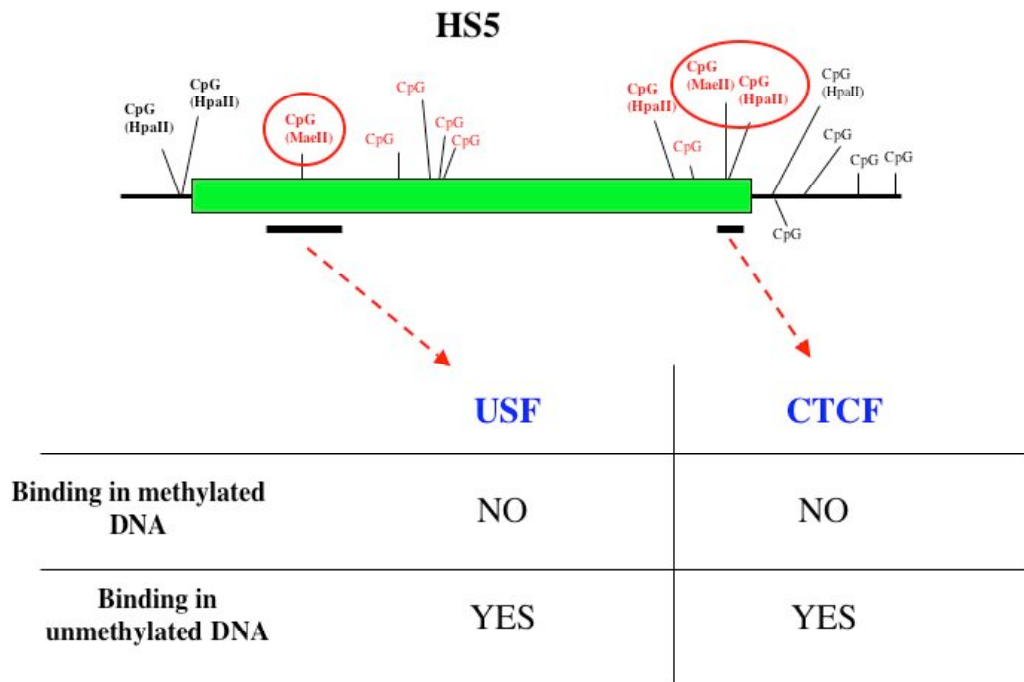 HS5
CpG
(HpaII)
CpG
(HpaII)
CpG
(MaeII)
CpG
CpG
CpG
CpG
CpG
(HpaII)
CpG
CpG
(MaeII)
CpG
(HpaII)
CpG
(HpaII)
CpG
CpG
CpG
CpG
USF
CTCF
Binding in methylated
DNA
NO
NO
Binding in
unmethylated DNA
YES
YES